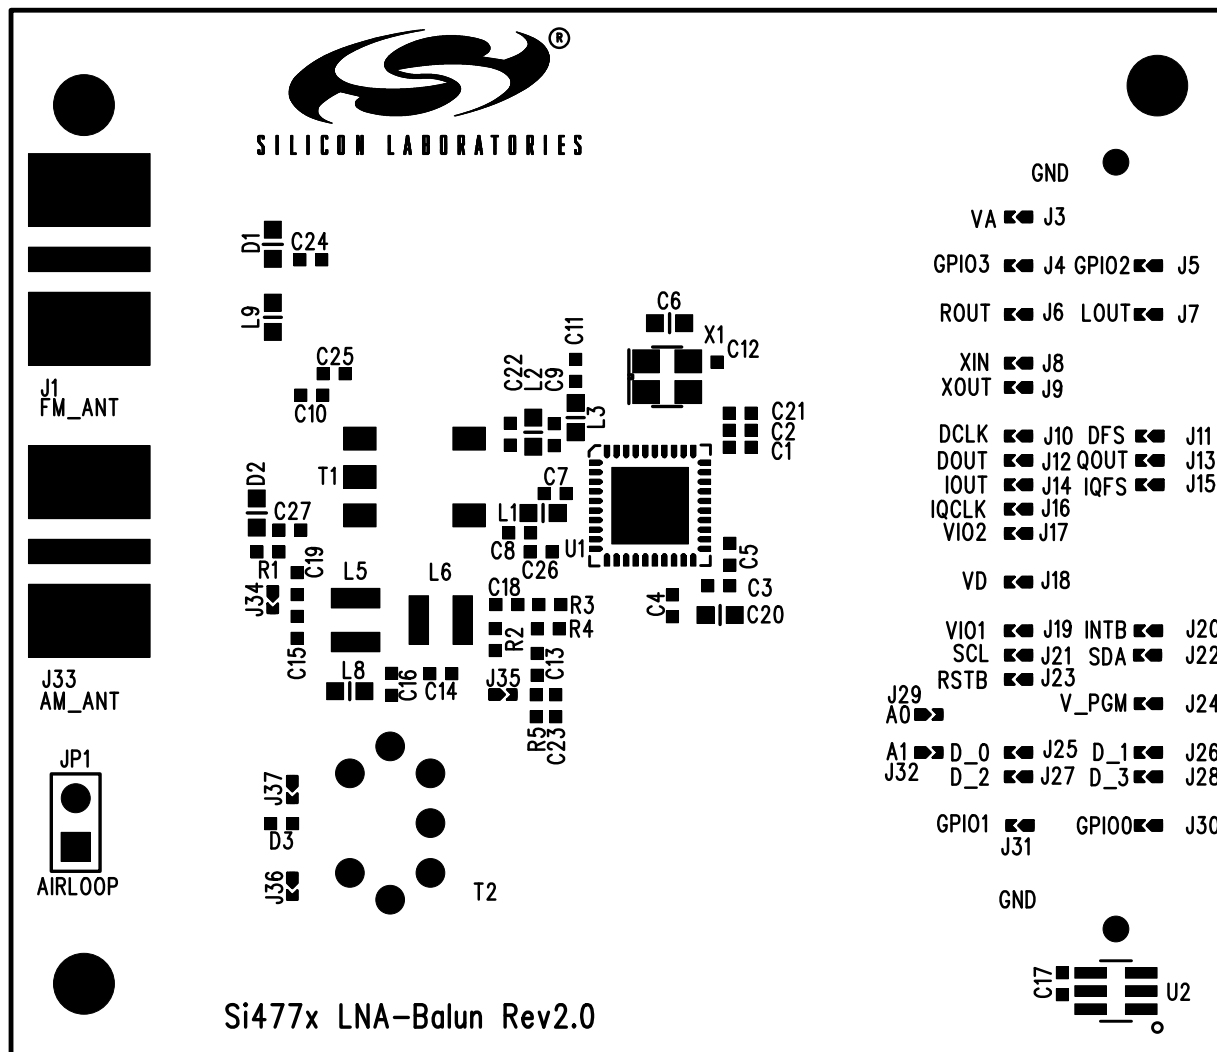 ®
SILICON LABORATORIES
GND
VA J3
D1 C24
GPIO3 J4 GPIO2 J5
L9
C6
ROUT J6 LOUT J7
C11 X1 C12
C25
XIN J8
J1
C10
C22 L2 C9
XOUT J9
FM_ANT
L3
C21
C2
C1
DCLK J10 DFS J11
DOUT J12 QOUT J13
IOUT J14 IQFS J15
D2 T1
C7
L1
IQCLK J16
C27
C8 U1
VIO2 J17
R1 C19 L5 L6 C26 C5
J34
C18 R3 C4 C3
C20
VD J18
R2 R4
C15
VIO1 J19 INTB J20
SCL J21 SDA J22
L8 C16 C14 J35 C13
RSTB J23
J33
AM_ANT
J29
A0
V_PGM J24
R5 C23
JP1
A1 D_0 J25 D_1 J26
J32 D_2 J27 D_3 J28
J37
D3
GPIO1 GPIO0 J30
J31
AIRLOOP
J36
T2
GND
C17
U2
Si477x LNA-Balun Rev2.0